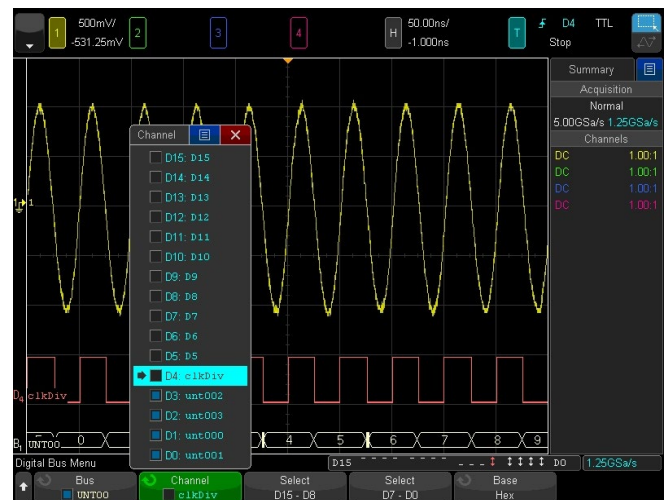 1 500mV/ -531.25mV 2 3 4 H 50.00ns/ -1.000ns T D4 TTL Stop
Summary
Acquisition
Normal
5.00GSa/s 1.25GSa/s
Channels
DC 1.00:1
DC 1.00:1
DC 1.00:1
DC 1.00:1
Channel
D15: D15
D14: D14
D13: D13
D12: D12
D11: D11
D10: D10
D9: D9
D8: D8
D7: D7
D6: D6
D5: D5
D4: clkDiv
D3: unt002
D2: unt003
D1: unt000
D0: unt001
1
D4 clkDiv
B1 UNT00 0 4 5 6 7 8 9
Digital Bus Menu D15 D0 1.25GSa/s
Bus UNT00
Channel clkDiv
Select D15 - D8
Select D7 - D0
Base Hex